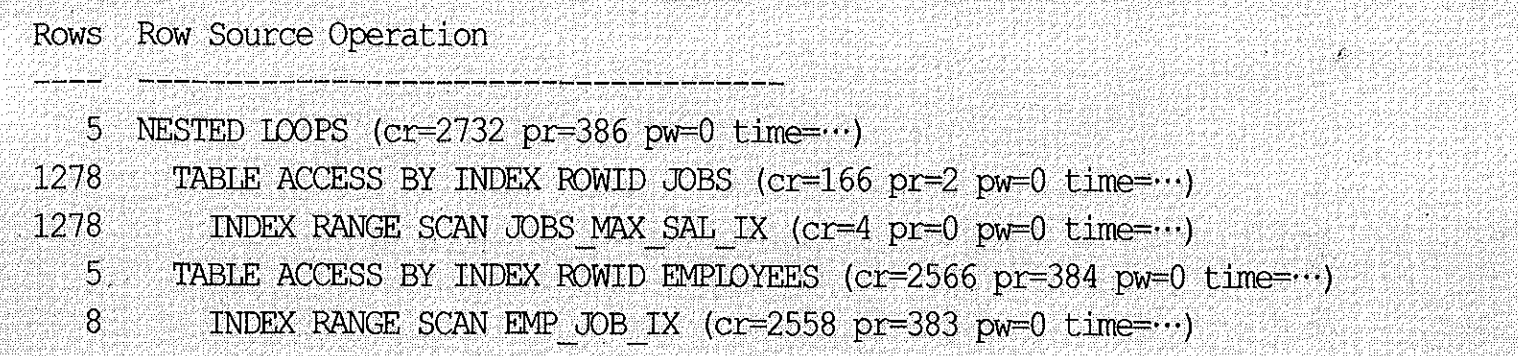 Rows  Row Source Operation
----  ---------------------------------------
5  NESTED LOOPS (cr=2732 pr=386 pw=0 time=…)
1278    TABLE ACCESS BY INDEX ROWID JOBS (cr=166 pr=2 pw=0 time=…)
1278      INDEX RANGE SCAN JOBS_MAX_SAL_IX (cr=4 pr=0 pw=0 time=…)
5    TABLE ACCESS BY INDEX ROWID EMPLOYEES (cr=2566 pr=384 pw=0 time=…)
8      INDEX RANGE SCAN EMP_JOB_IX (cr=2558 pr=383 pw=0 time=…)